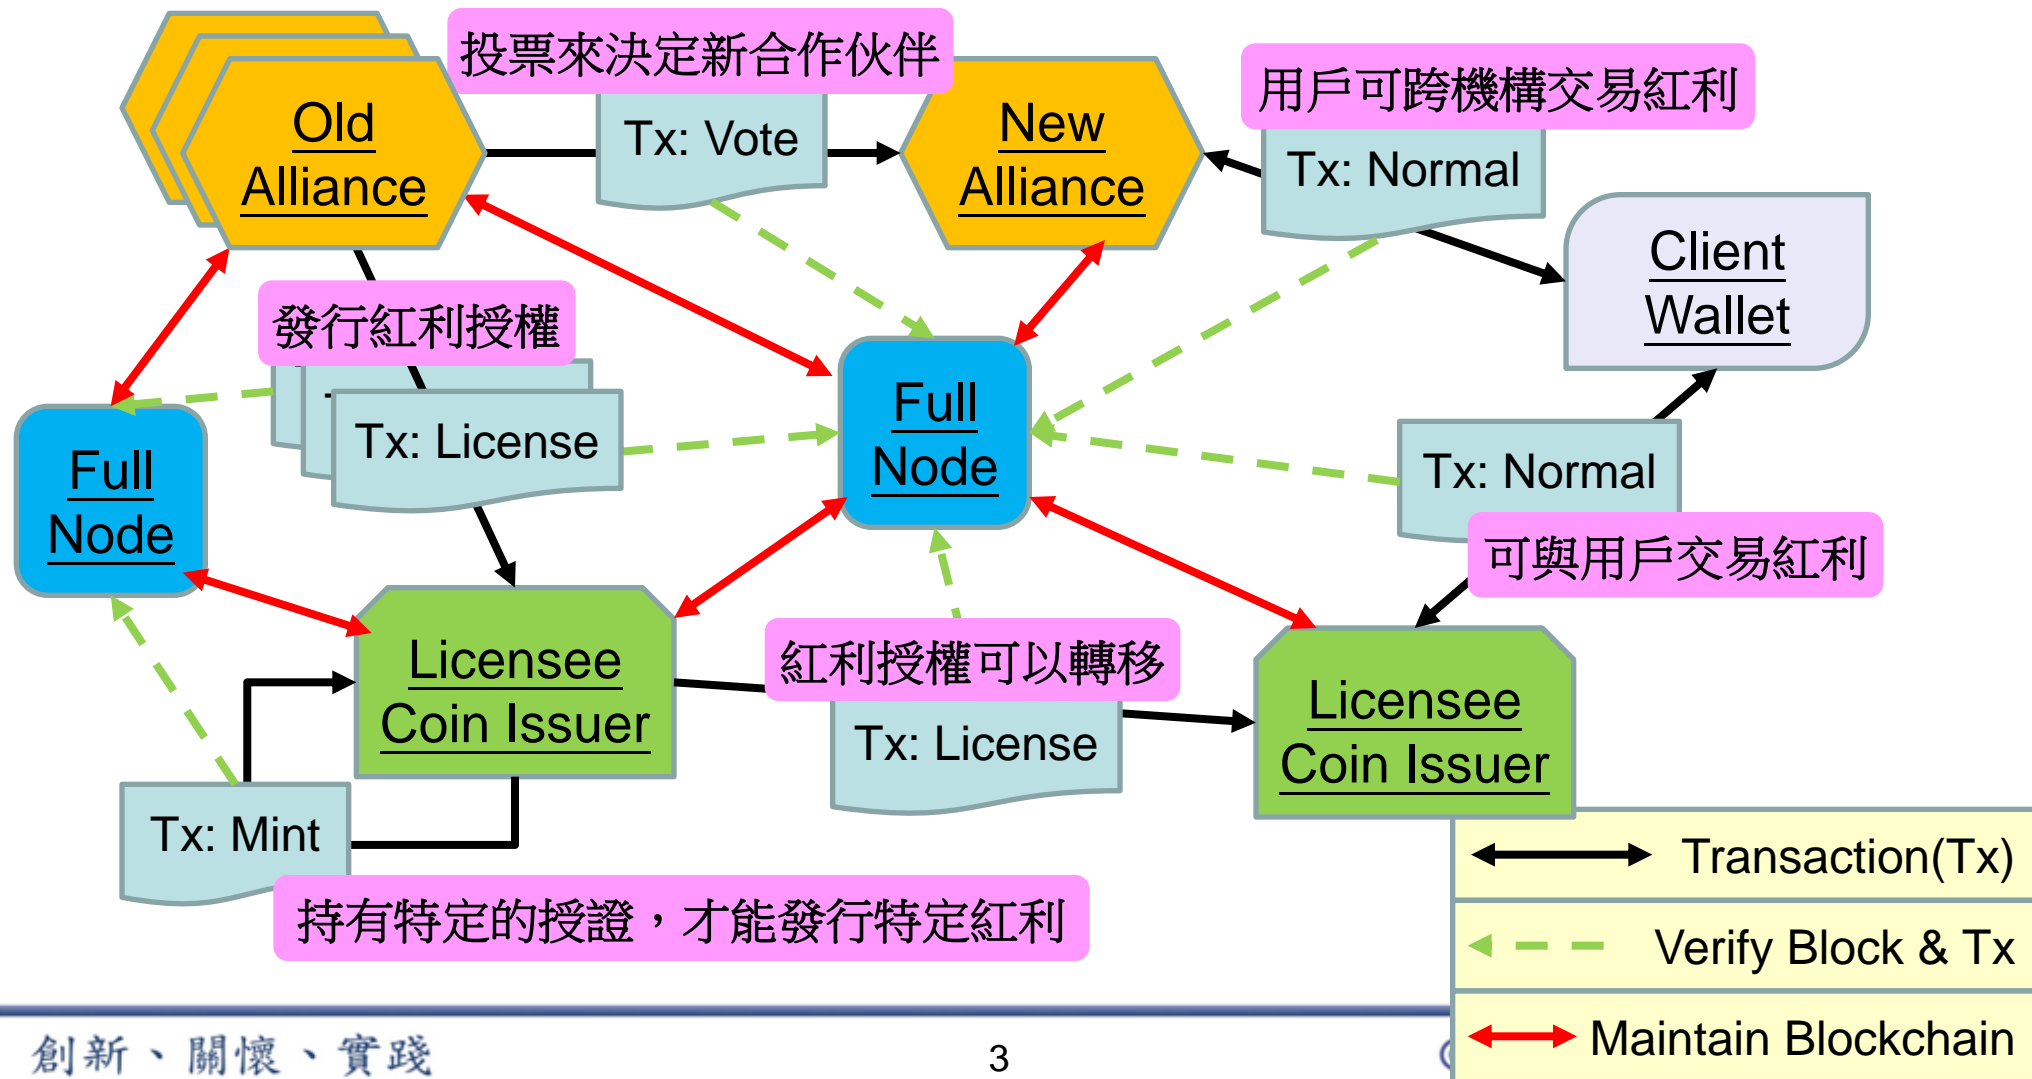 投票來決定新合作伙伴
用戶可跨機構交易紅利
Old
Alliance
Tx: Vote
New
Alliance
Tx: Normal
Client
Wallet
發行紅利授權
Tx: License
Full
Node
Full
Node
Tx: Normal
可與用戶交易紅利
Licensee
Coin Issuer
紅利授權可以轉移
Tx: License
Licensee
Coin Issuer
Tx: Mint
持有特定的授證，才能發行特定紅利
Transaction(Tx)
Verify Block & Tx
Maintain Blockchain
創新、關懷、實踐
3